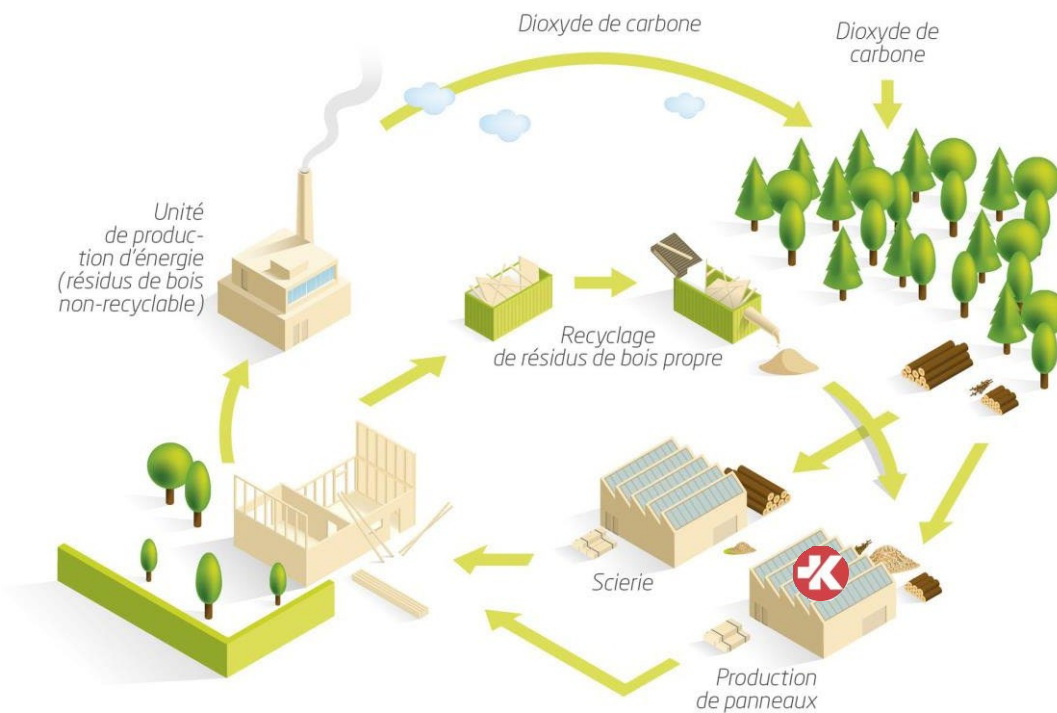 Dioxyde de carbone
Dioxyde de
carbone
Unité
de produc-
tion d'énergie
(résidus de bois
non-recyclable)
Recyclage
de résidus de bois propre
Scierie
K
Production
de panneaux